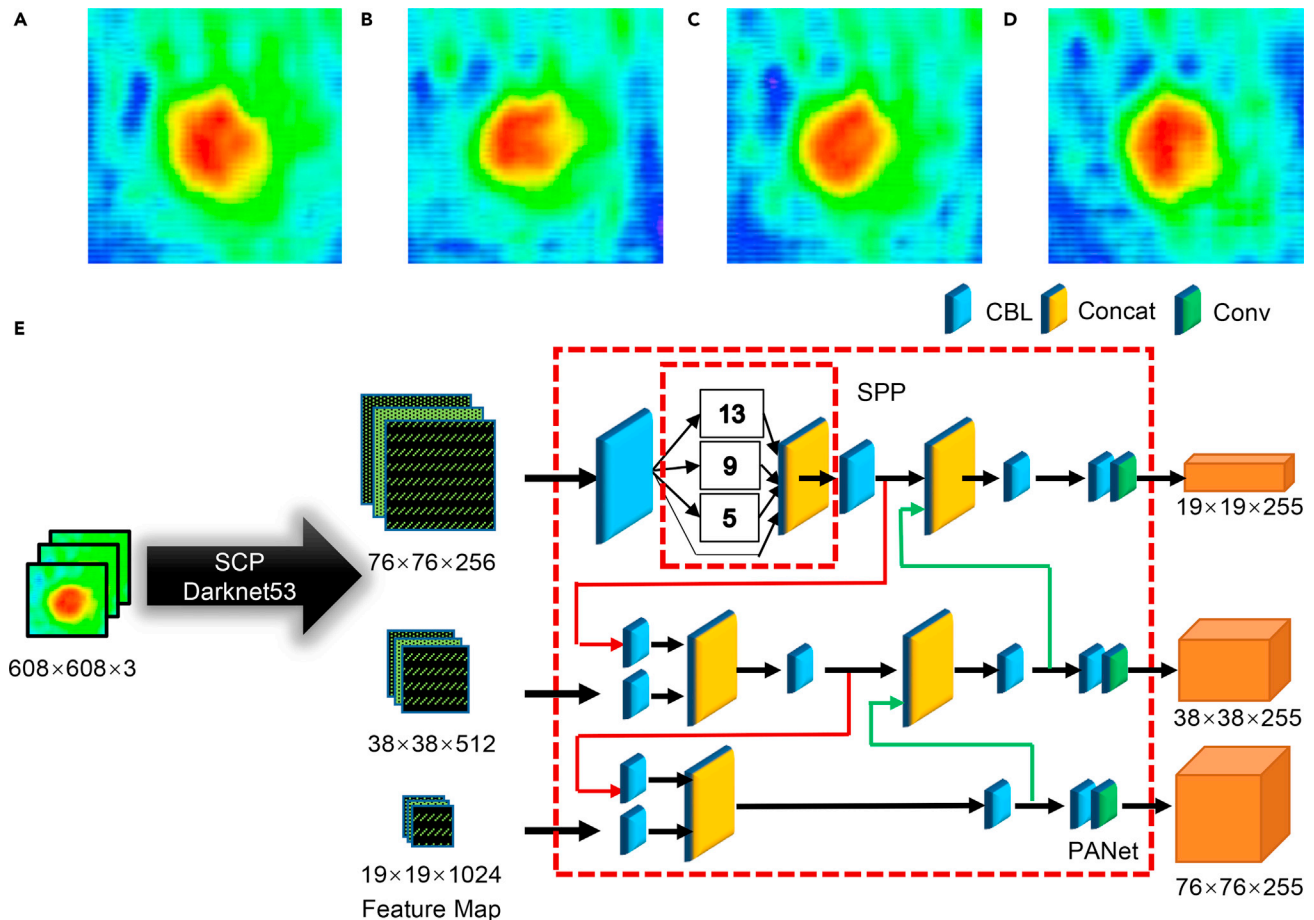 A
B
C
D
E
CBL
Concat
Conv
SPP
13
9
5
76×76×256
19×19×255
SCP
Darknet53
608×608×3
38×38×512
38×38×255
19×19×1024
Feature Map
PANet
76×76×255